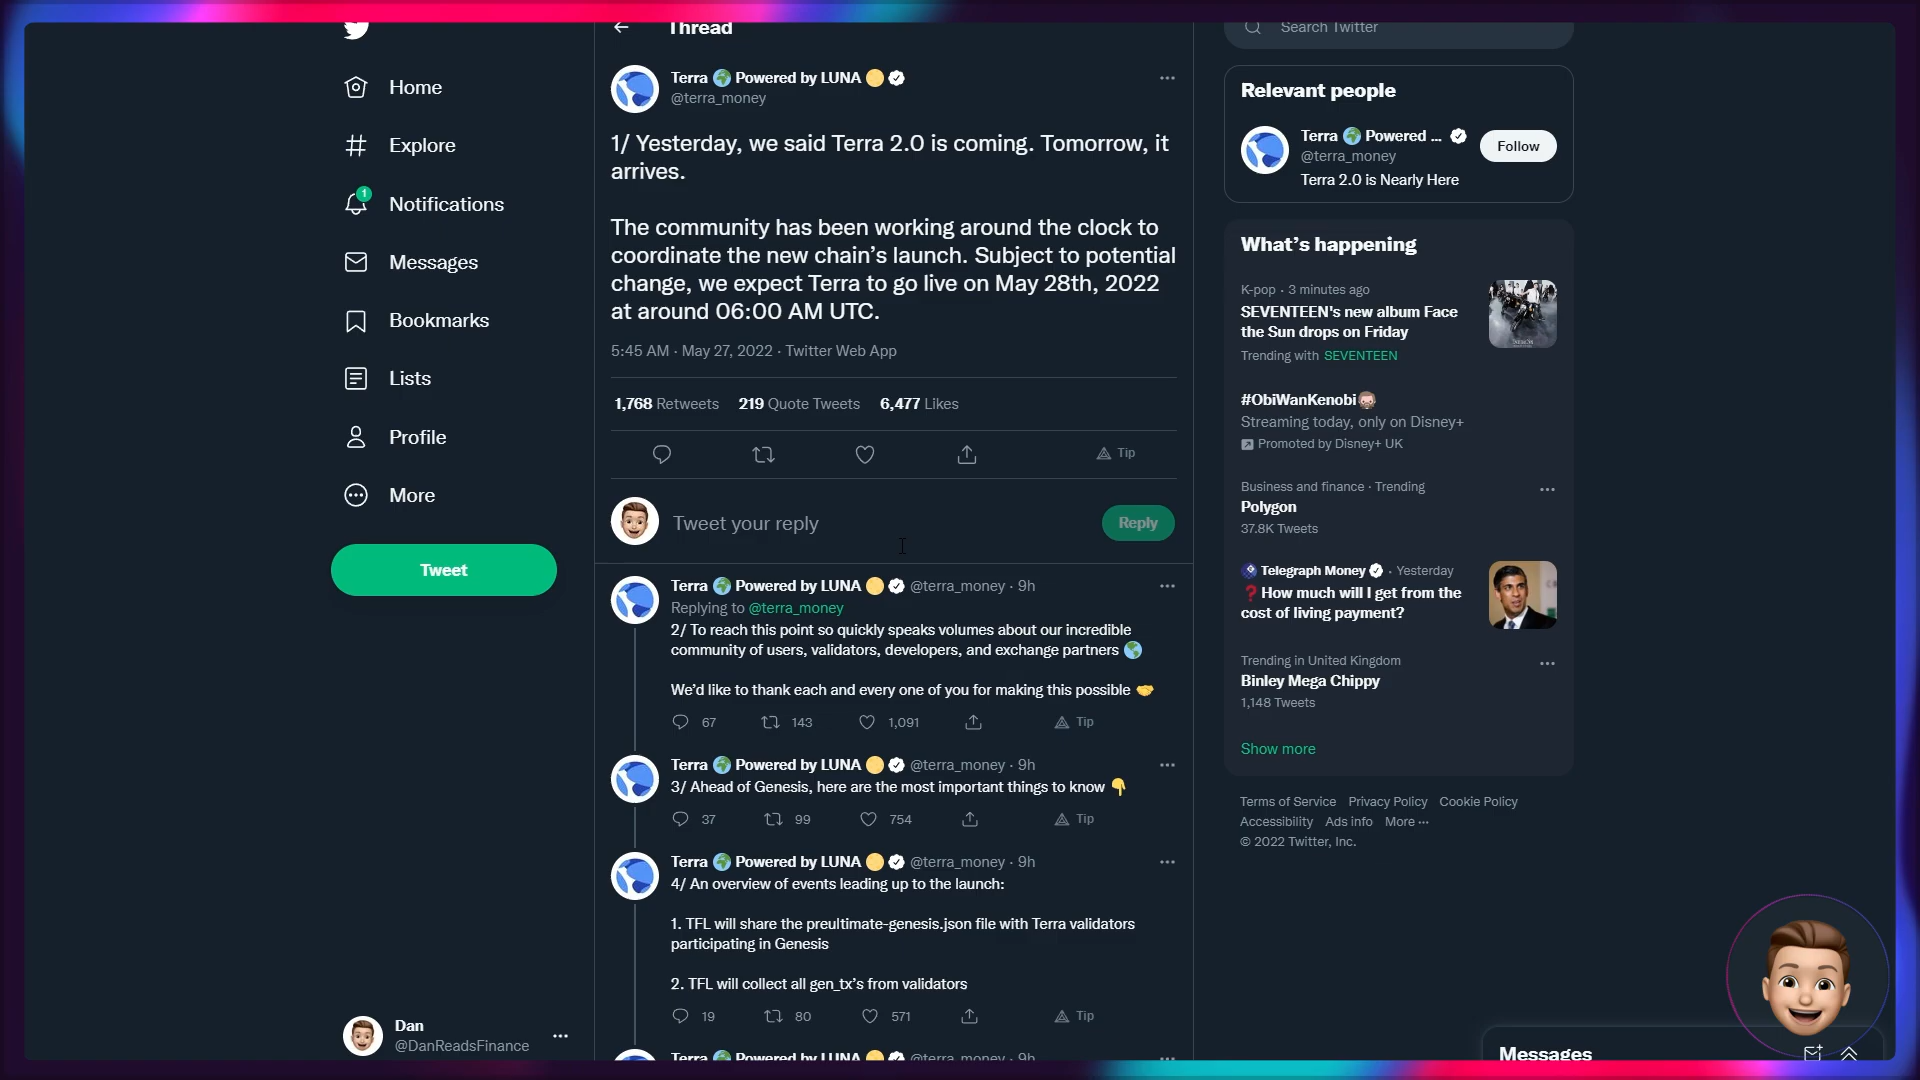 Home
Explore
1
Notifications
Messages
Bookmarks
Lists
Profile
More
Tweet
Dan
@DanReadsFinance
Thread
Terra Powered by LUNA
@terra_money
1/ Yesterday, we said Terra 2.0 is coming. Tomorrow, it
arrives.
The community has been working around the clock to
coordinate the new chain’s launch. Subject to potential
change, we expect Terra to go live on May 28th, 2022
at around 06:00 AM UTC.
5:45 AM · May 27, 2022 · Twitter Web App
1,768 Retweets 219 Quote Tweets 6,477 Likes
Tip
Tweet your reply
Reply
Terra Powered by LUNA @terra_money · 9h
Replying to @terra_money
2/ To reach this point so quickly speaks volumes about our incredible
community of users, validators, developers, and exchange partners
We’d like to thank each and every one of you for making this possible
67 143 1,091 Tip
Terra Powered by LUNA @terra_money · 9h
3/ Ahead of Genesis, here are the most important things to know
37 99 754 Tip
Terra Powered by LUNA @terra_money · 9h
4/ An overview of events leading up to the launch:
1. TFL will share the preultimate-genesis.json file with Terra validators
participating in Genesis
2. TFL will collect all gen_tx’s from validators
19 80 571 Tip
Terra Powered by LUNA @terra_money · 9h
Search Twitter
Relevant people
Terra Powered ...
@terra_money
Follow
Terra 2.0 is Nearly Here
What’s happening
K-pop · 3 minutes ago
SEVENTEEN's new album Face
the Sun drops on Friday
Trending with SEVENTEEN
#ObiWanKenobi
Streaming today, only on Disney+
Promoted by Disney+ UK
Business and finance · Trending
Polygon
37.8K Tweets
Telegraph Money · Yesterday
❓How much will I get from the
cost of living payment?
Trending in United Kingdom
Binley Mega Chippy
1,148 Tweets
Show more
Terms of Service Privacy Policy Cookie Policy
Accessibility Ads info More ···
© 2022 Twitter, Inc.
Messages